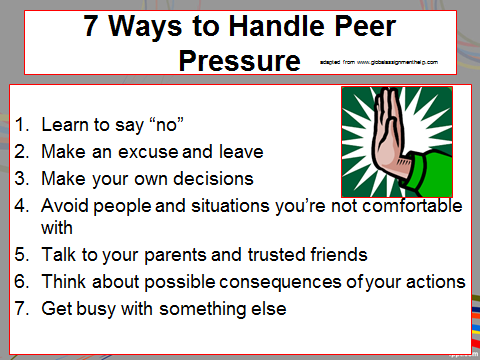 7 Ways to Handle Peer
Pressure
adapted from www.globalassignmenthelp.com
1. Learn to say “no”
2. Make an excuse and leave
3. Make your own decisions
4. Avoid people and situations you’re not comfortable
with
5. Talk to your parents and trusted friends
6. Think about possible consequences of your actions
7. Get busy with something else